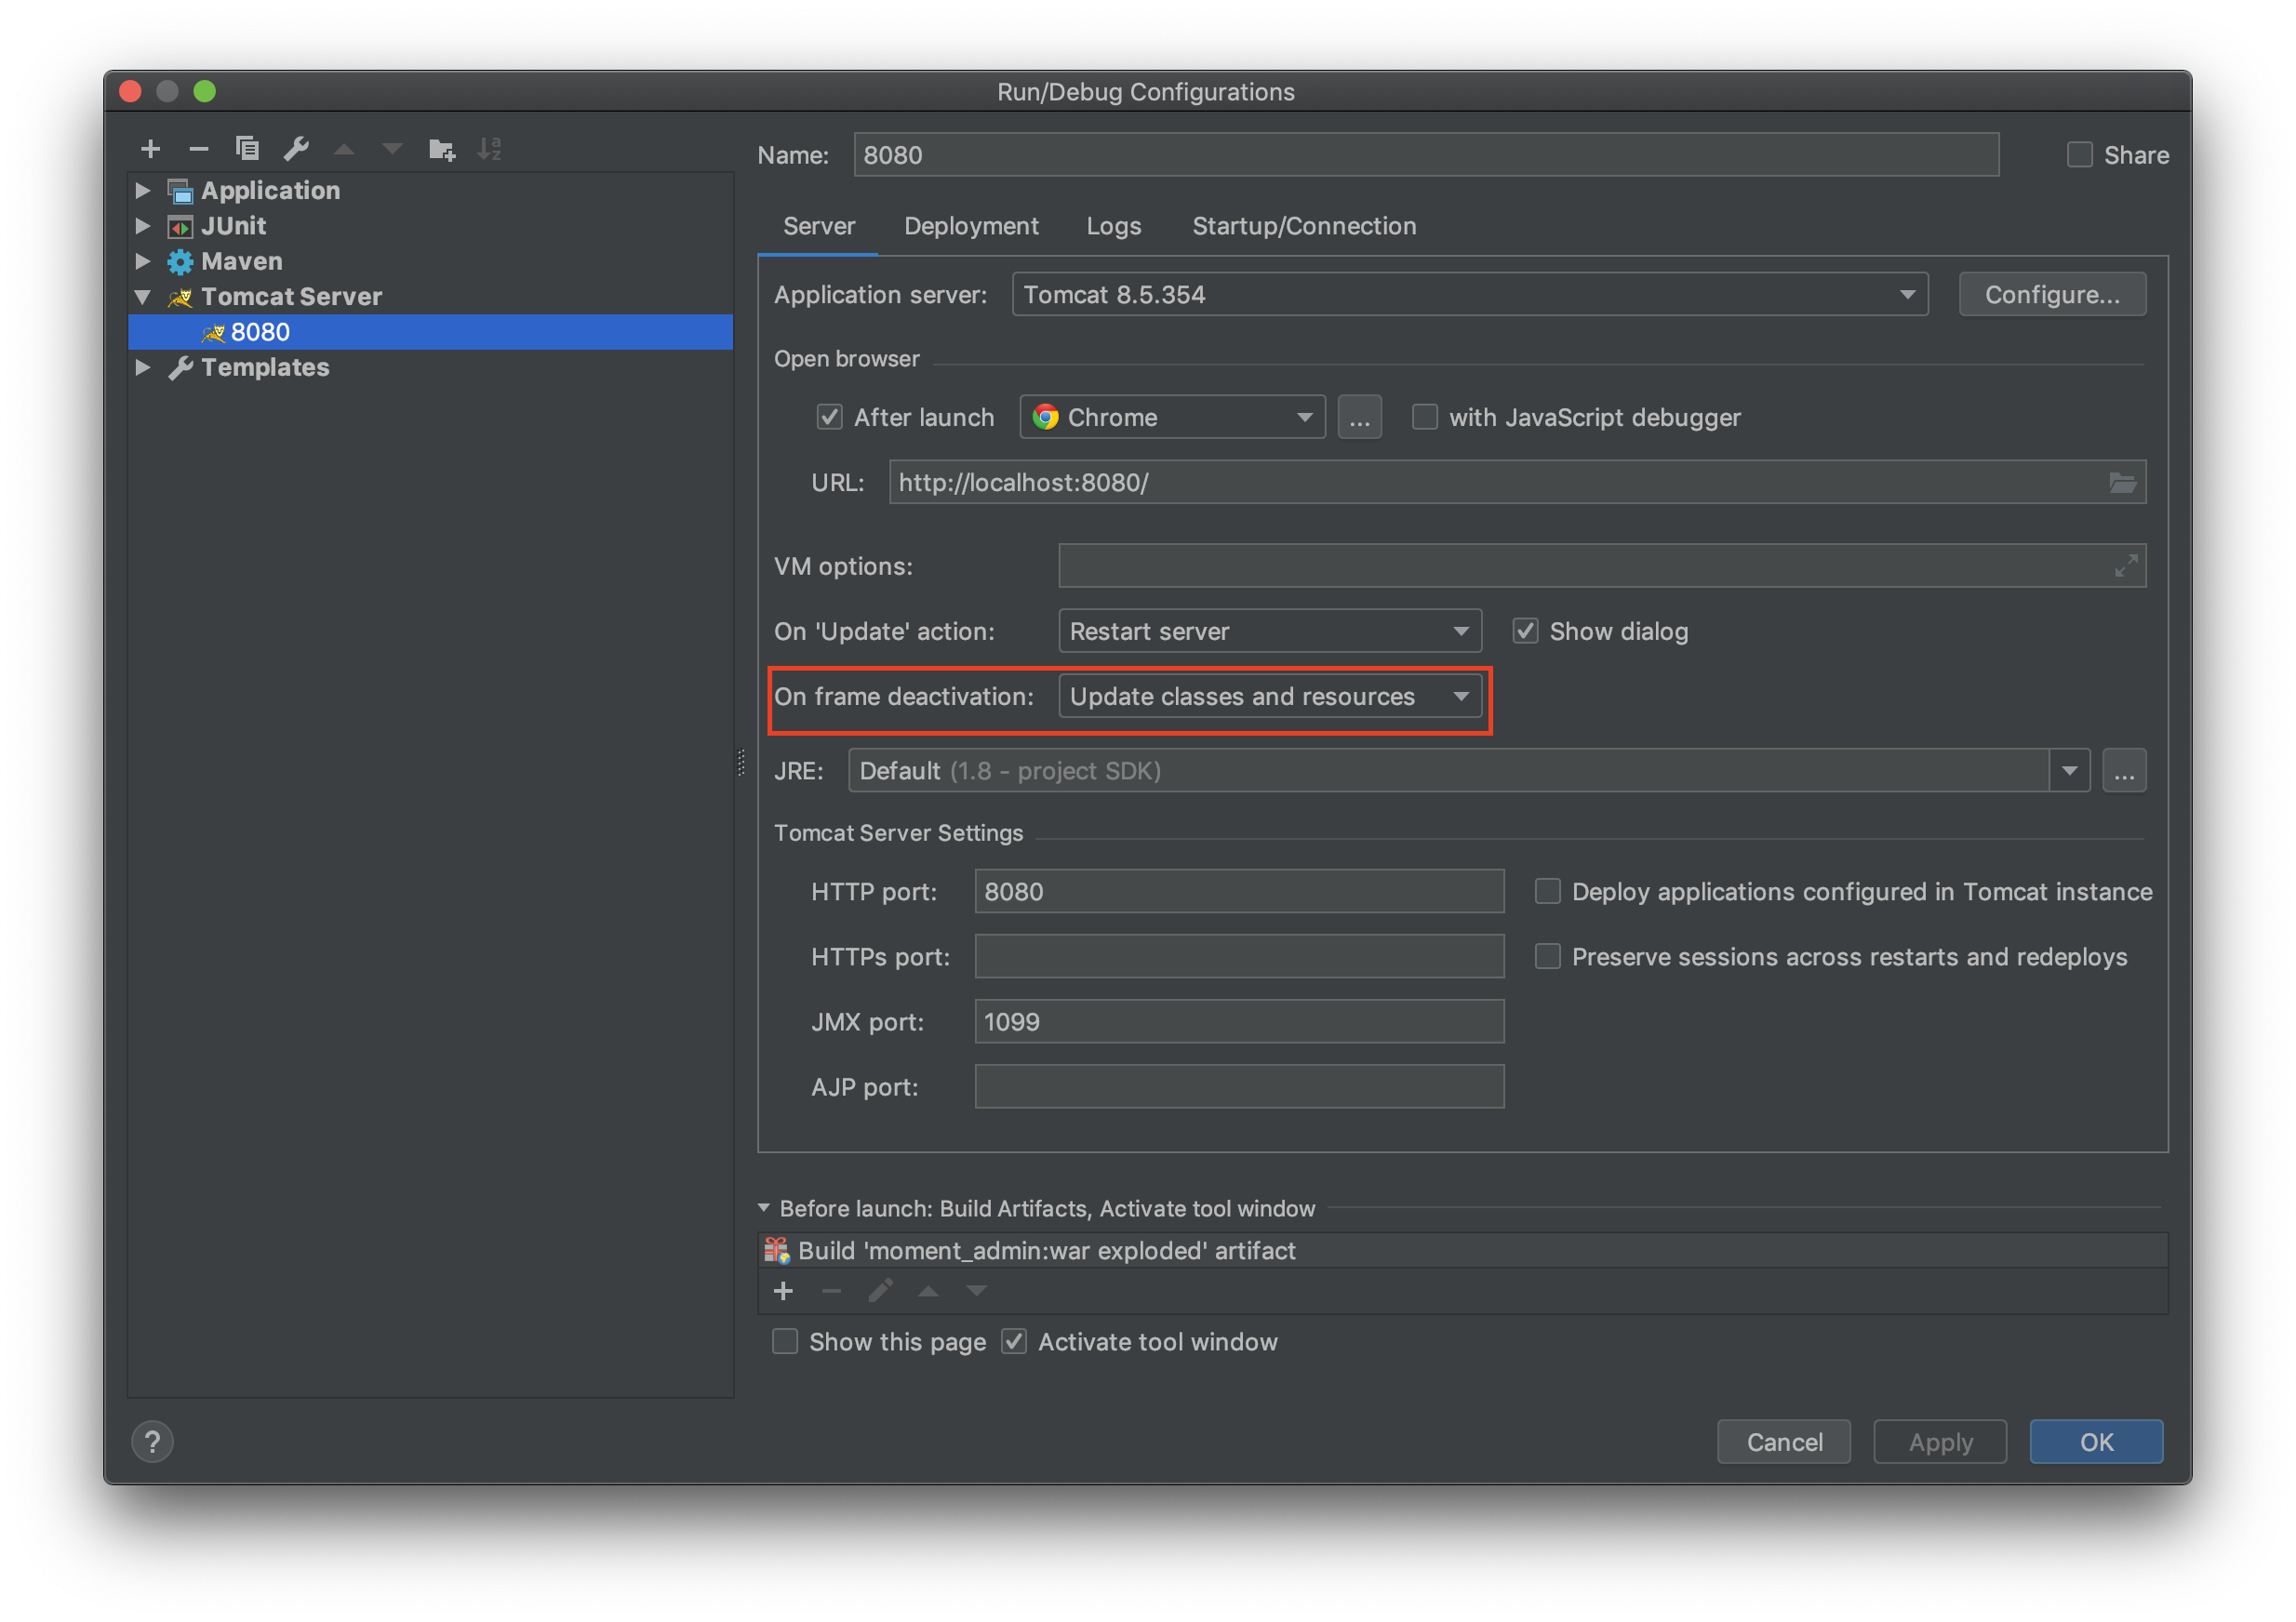 Run/Debug Configurations
Name: 8080 Share
Application
JUnit
Maven
Tomcat Server
8080
Templates
Server Deployment Logs Startup/Connection
Application server: Tomcat 8.5.354 Configure...
Open browser
After launch Chrome ... with JavaScript debugger
URL: http://localhost:8080/
VM options:
On 'Update' action: Restart server Show dialog
On frame deactivation: Update classes and resources
JRE: Default (1.8 - project SDK) ...
Tomcat Server Settings
HTTP port: 8080 Deploy applications configured in Tomcat instance
HTTPs port: Preserve sessions across restarts and redeploys
JMX port: 1099
AJP port:
Before launch: Build Artifacts, Activate tool window
Build 'moment_admin:war exploded' artifact
Show this page Activate tool window
? Cancel Apply OK